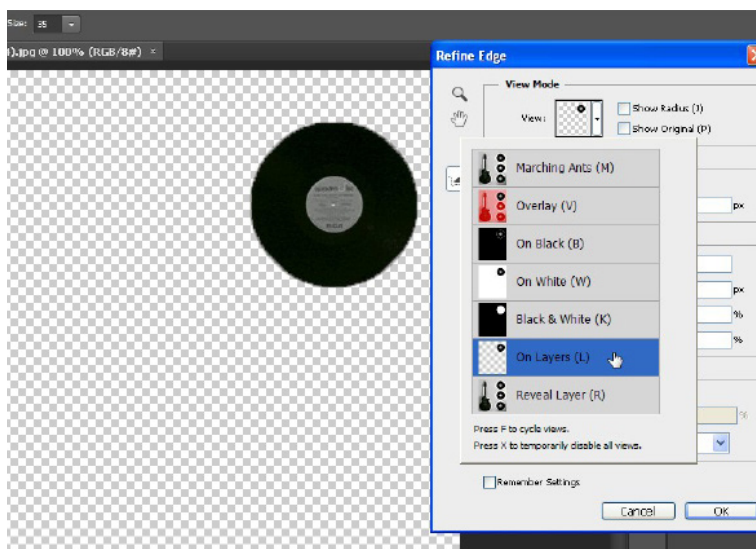 Size: 35
).jpg @ 100% (RGB/8#) ×
Refine Edge
View Mode
View:
Show Radius (J)
Show Original (P)
Marching Ants (M)
Overlay (V)
On Black (B)
On White (W)
Black & White (K)
On Layers (L)
Reveal Layer (R)
px
px
%
%
%
Press F to cycle views.
Press X to temporarily disable all views.
Remember Settings
Cancel
OK